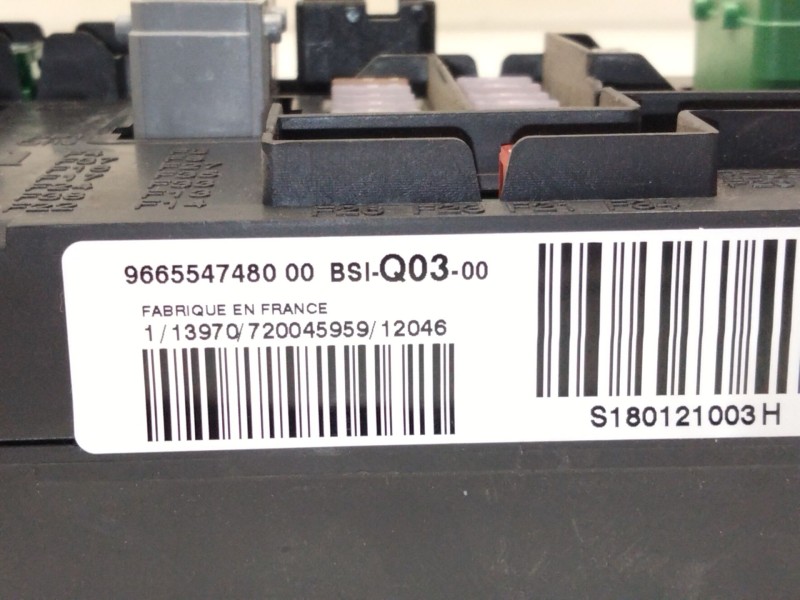 9665547480 00 BSI-Q03-00
FABRIQUE EN FRANCE
1/13970/720045959/12046
S180121003H